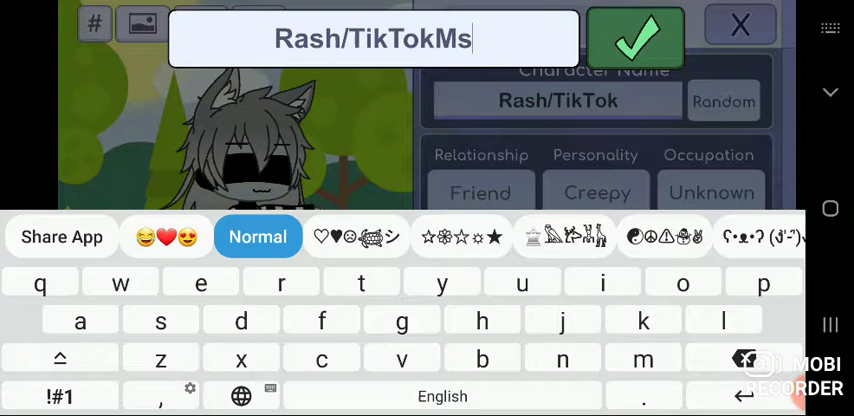 #
Rash/TikTokMs
X
Character Name
Rash/TikTok
Random
Relationship
Personality
Occupation
Friend
Creepy
Unknown
Share App
😂❤️😍
Normal
♡♥☹🐢シ
☆❀☆☼★
☯☮⚠☃✌
q w e r t y u i o p
a s d f g h j k l
z x c v b n m
!#1
,
English
.
MOBI
RECORDER